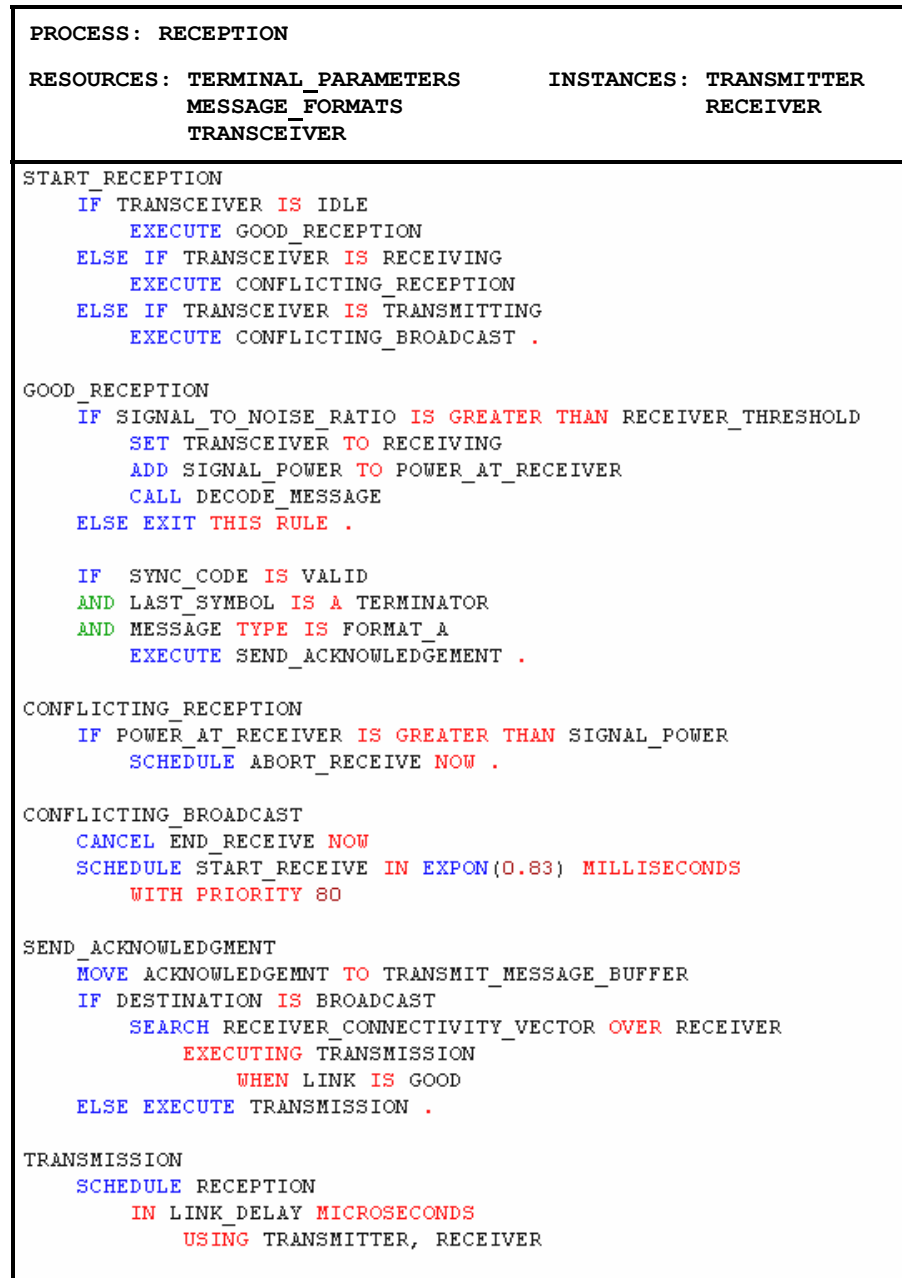 PROCESS: RECEPTION
RESOURCES: TERMINAL_PARAMETERS INSTANCES: TRANSMITTER
MESSAGE_FORMATS RECEIVER
TRANSCEIVER
START_RECEPTION
IF TRANSCEIVER IS IDLE
EXECUTE GOOD_RECEPTION
ELSE IF TRANSCEIVER IS RECEIVING
EXECUTE CONFLICTING_RECEPTION
ELSE IF TRANSCEIVER IS TRANSMITTING
EXECUTE CONFLICTING_BROADCAST .
GOOD_RECEPTION
IF SIGNAL_TO_NOISE_RATIO IS GREATER THAN RECEIVER_THRESHOLD
SET TRANSCEIVER TO RECEIVING
ADD SIGNAL_POWER TO POWER_AT_RECEIVER
CALL DECODE_MESSAGE
ELSE EXIT THIS RULE .
IF SYNC_CODE IS VALID
AND LAST_SYMBOL IS A TERMINATOR
AND MESSAGE TYPE IS FORMAT_A
EXECUTE SEND_ACKNOWLEDGEMENT .
CONFLICTING_RECEPTION
IF POWER_AT_RECEIVER IS GREATER THAN SIGNAL_POWER
SCHEDULE ABORT_RECEIVE NOW .
CONFLICTING_BROADCAST
CANCEL END_RECEIVE NOW
SCHEDULE START_RECEIVE IN EXPON(0.83) MILLISECONDS
WITH PRIORITY 80
SEND_ACKNOWLEDGMENT
MOVE ACKNOWLEDGEMNT TO TRANSMIT_MESSAGE_BUFFER
IF DESTINATION IS BROADCAST
SEARCH RECEIVER_CONNECTIVITY_VECTOR OVER RECEIVER
EXECUTING TRANSMISSION
WHEN LINK IS GOOD
ELSE EXECUTE TRANSMISSION .
TRANSMISSION
SCHEDULE RECEPTION
IN LINK_DELAY MICROSECONDS
USING TRANSMITTER, RECEIVER